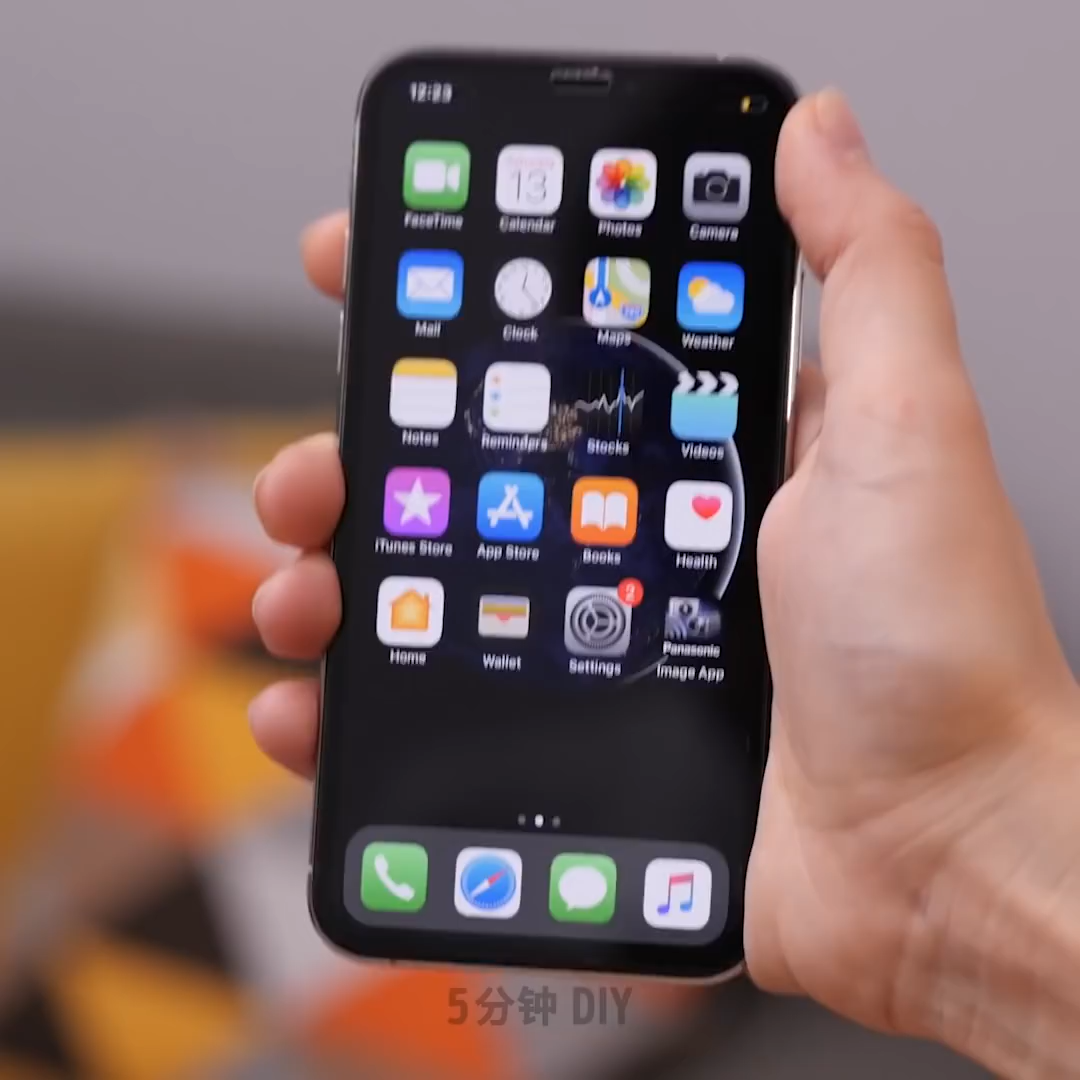 12:23
FaceTime
13
Calendar
Photos
Camera
Mail
Clock
Maps
Weather
Notes
Reminders
Stocks
Videos
iTunes Store
App Store
Books
Health
Home
Wallet
2
Settings
Panasonic
Image App
5分钟 DIY